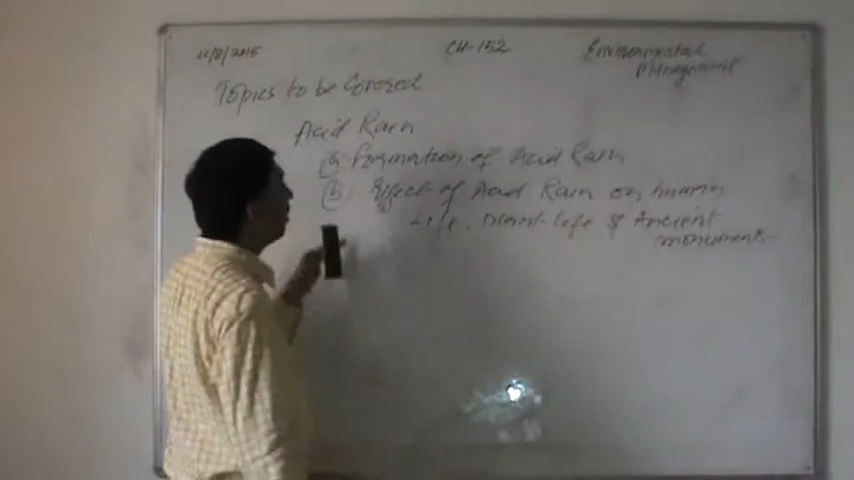 11/8/2015 CH-152 Environmental
Management
Topics to be Covered
Acid Rain
(a) Formation of Acid Rain
(b) Effect of Acid Rain on human
life, Plant-life & Ancient
monuments